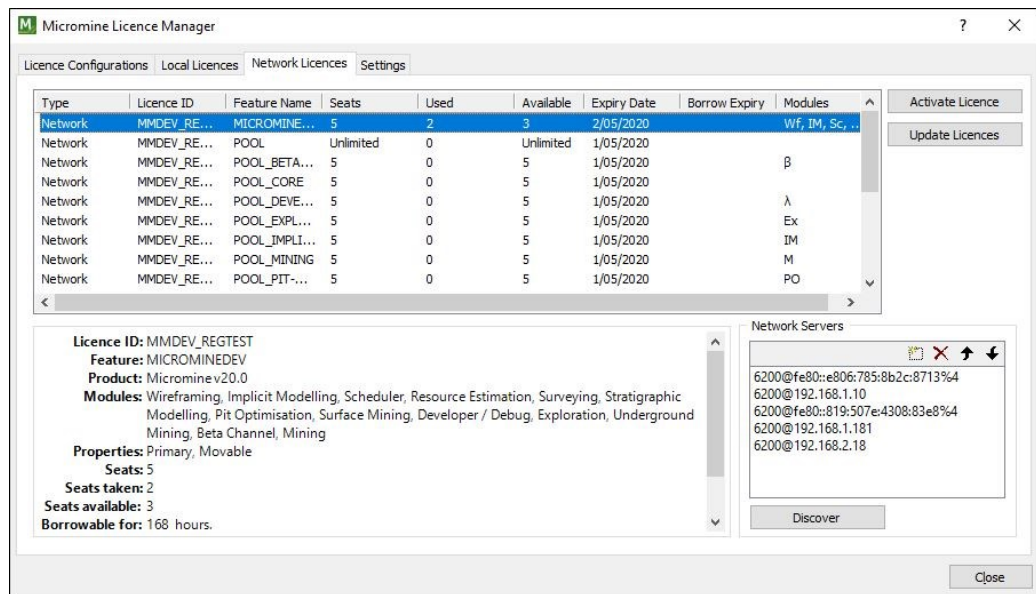 Micromine Licence Manager
Licence Configurations Local Licences Network Licences Settings
Type Licence ID Feature Name Seats Used Available Expiry Date Borrow Expiry Modules
Network MMDEV_RE... MICROMINE... 5 2 3 2/05/2020 Wf, IM, Sc, ..
Network MMDEV_RE... POOL Unlimited 0 Unlimited 1/05/2020
Network MMDEV_RE... POOL_BETA... 5 0 5 1/05/2020 β
Network MMDEV_RE... POOL_CORE 5 0 5 1/05/2020
Network MMDEV_RE... POOL_DEVE... 5 0 5 1/05/2020 λ
Network MMDEV_RE... POOL_EXPL... 5 0 5 1/05/2020 Ex
Network MMDEV_RE... POOL_IMPLI... 5 0 5 1/05/2020 IM
Network MMDEV_RE... POOL_MINING 5 0 5 1/05/2020 M
Network MMDEV_RE... POOL_PIT-... 5 0 5 1/05/2020 PO
Activate Licence
Update Licences
Licence ID: MMDEV_REGTEST
Feature: MICROMINEDEV
Product: Micromine v20.0
Modules: Wireframing, Implicit Modelling, Scheduler, Resource Estimation, Surveying, Stratigraphic
Modelling, Pit Optimisation, Surface Mining, Developer / Debug, Exploration, Underground
Mining, Beta Channel, Mining
Properties: Primary, Movable
Seats: 5
Seats taken: 2
Seats available: 3
Borrowable for: 168 hours.
Network Servers
6200@fe80::e806:785:8b2c:8713%4
6200@192.168.1.10
6200@fe80::819:507e:4308:83e8%4
6200@192.168.1.181
6200@192.168.2.18
Discover
Close